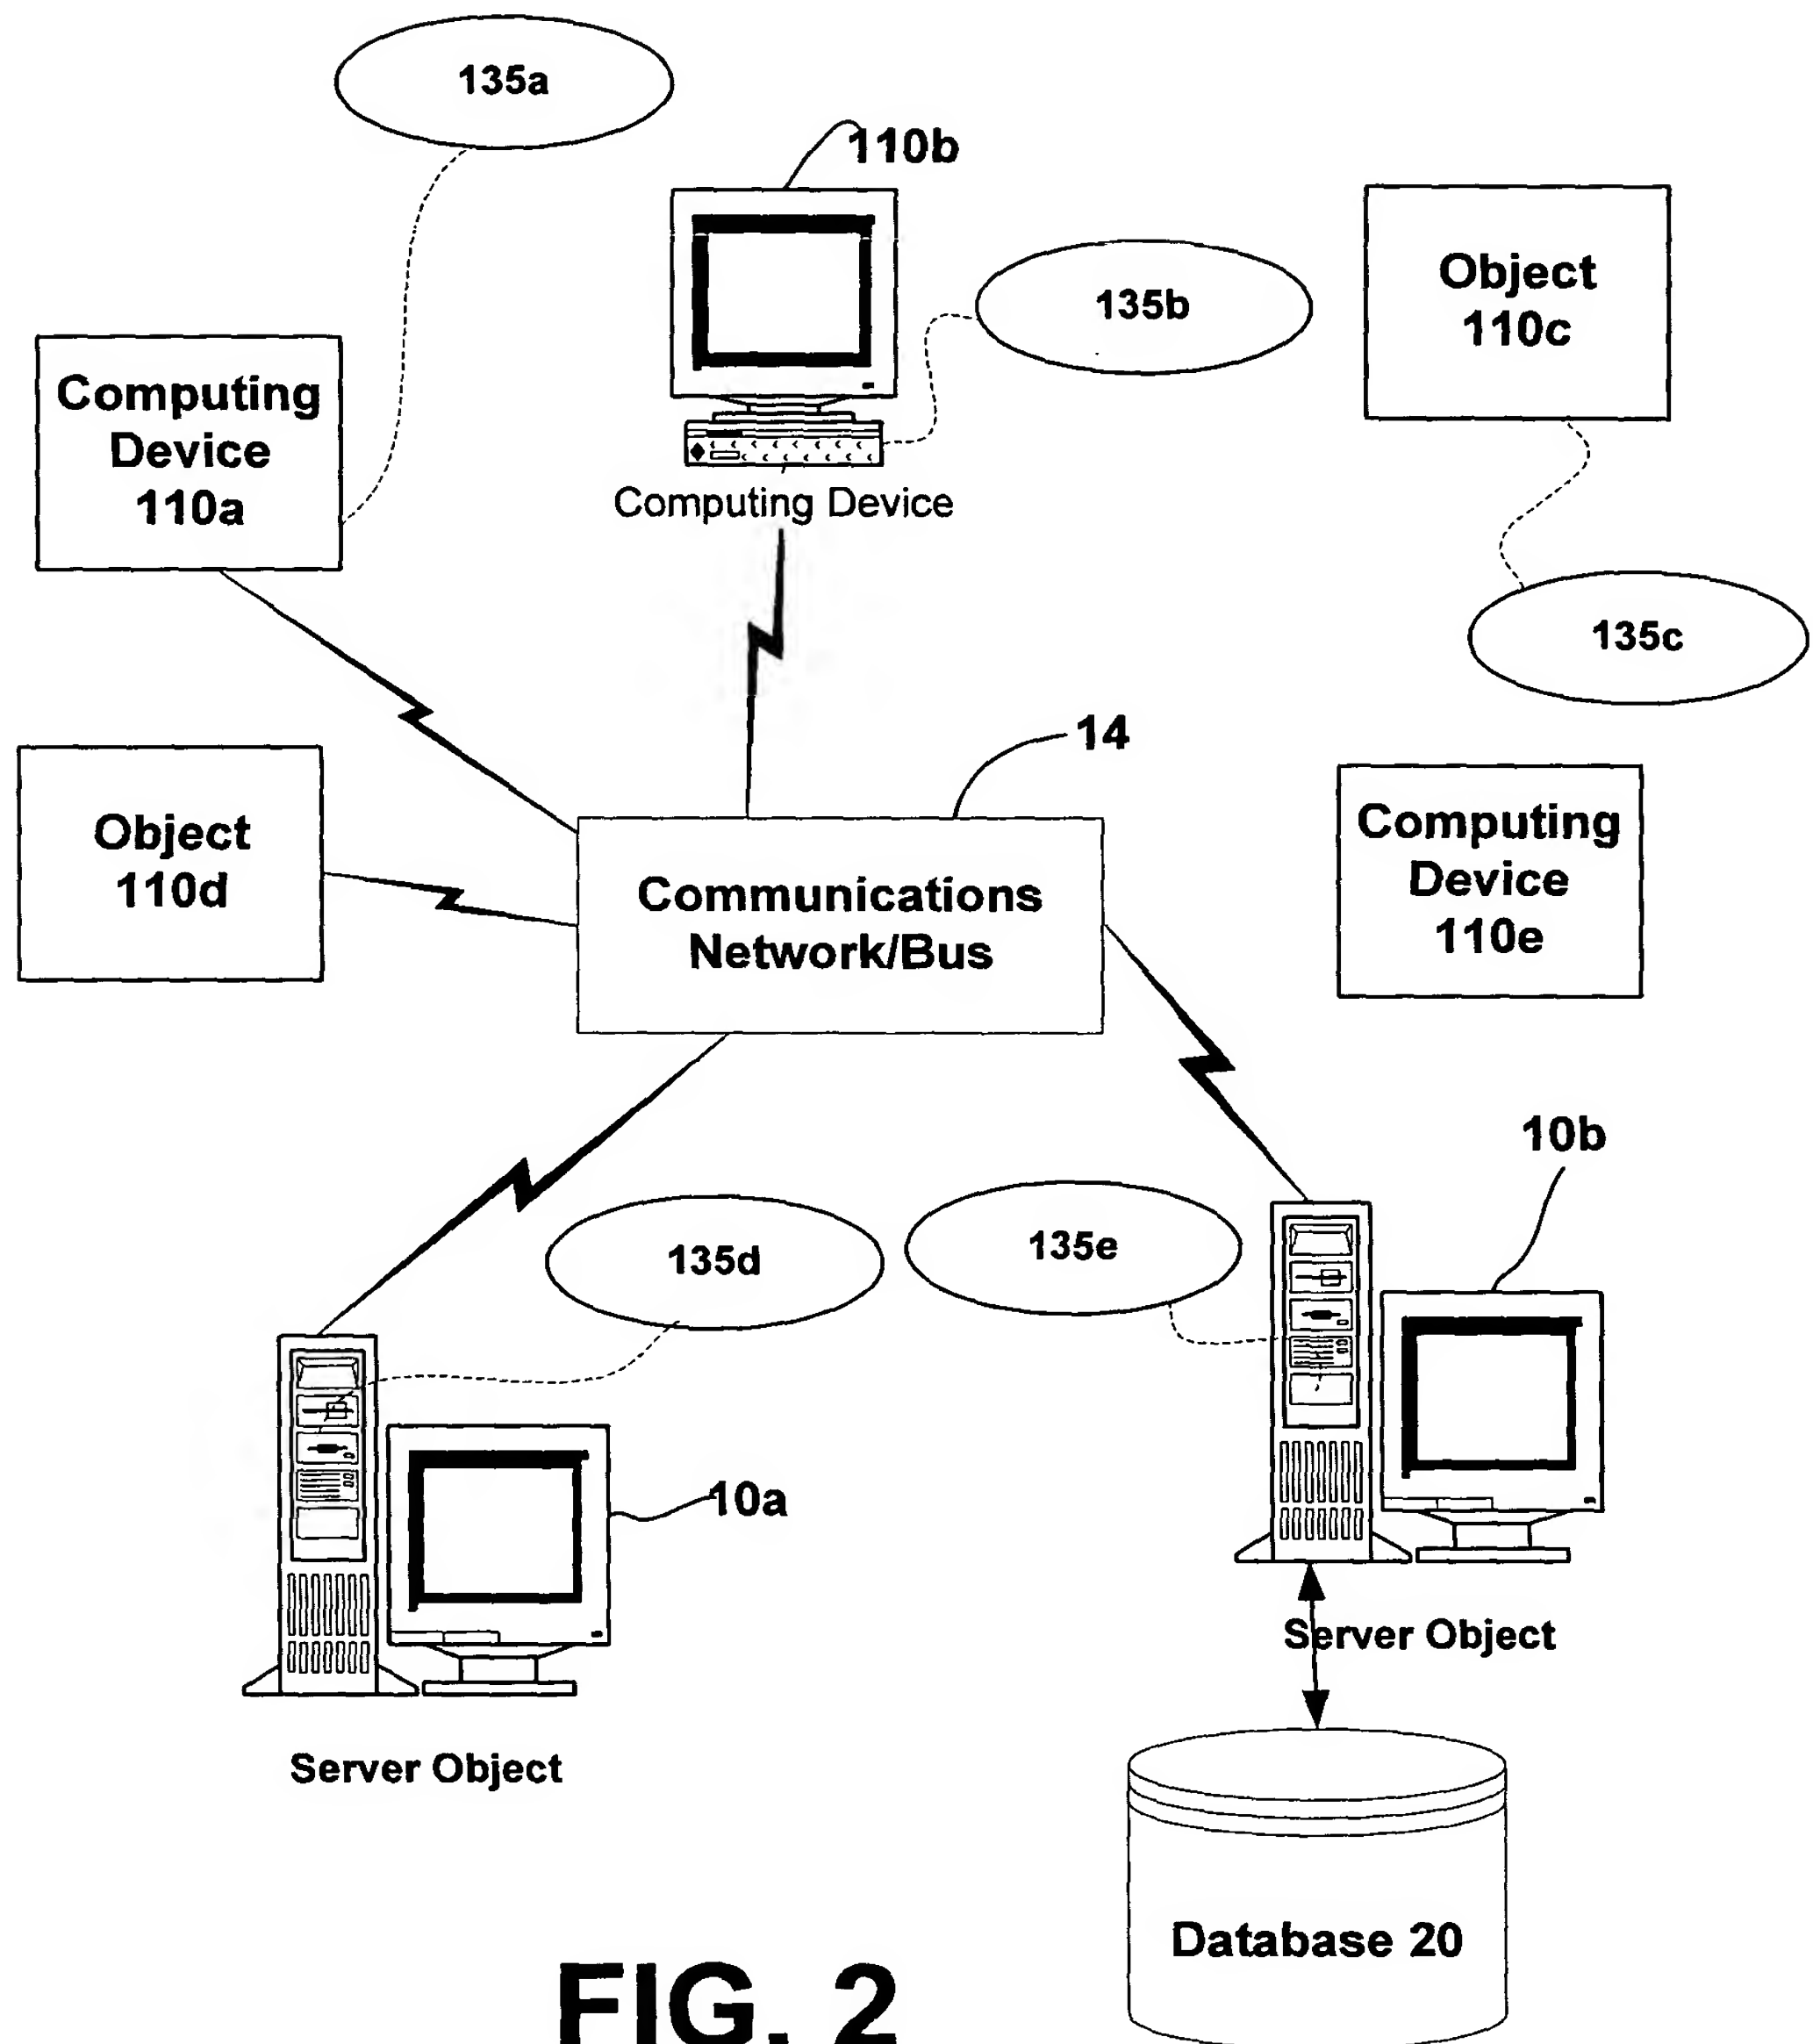 135a
110b
Object
110c
135b
Computing
Device
110a
Computing Device
135c
14
Object
110d
Computing
Device
110e
Communications
Network/Bus
10b
135d
135e
10a
Server Object
Server Object
Database 20
FIG. 2